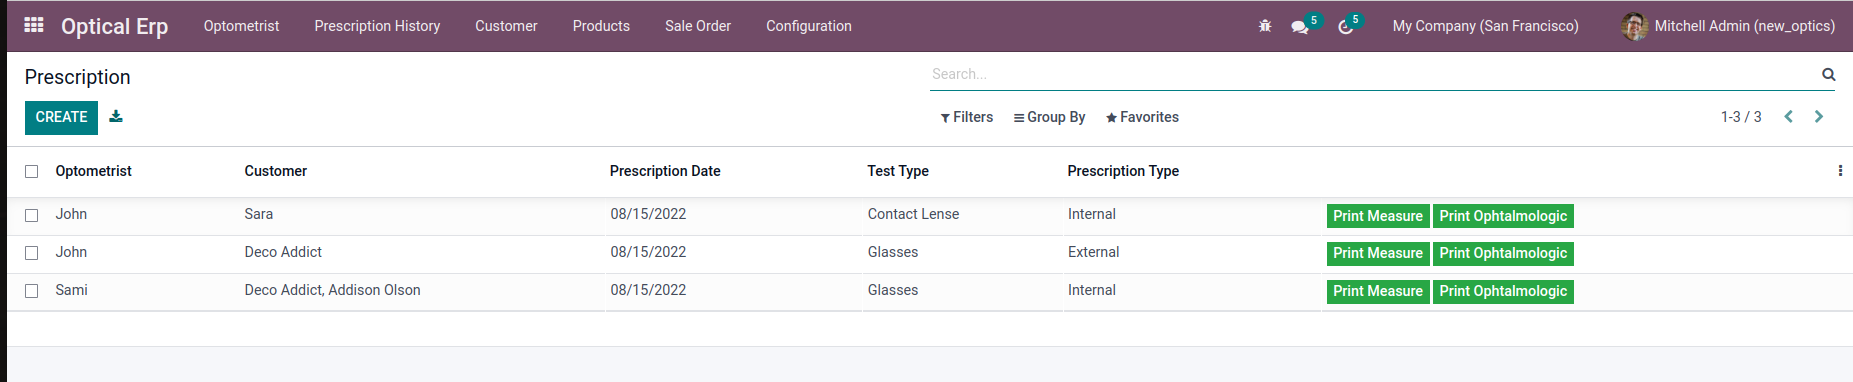 Optical Erp Optometrist Prescription History Customer Products Sale Order Configuration 5 5 My Company (San Francisco) Mitchell Admin (new_optics)
Prescription Search...
CREATE Filters Group By Favorites 1-3 / 3
Optometrist Customer Prescription Date Test Type Prescription Type
John Sara 08/15/2022 Contact Lense Internal Print Measure Print Ophtalmologic
John Deco Addict 08/15/2022 Glasses External Print Measure Print Ophtalmologic
Sami Deco Addict, Addison Olson 08/15/2022 Glasses Internal Print Measure Print Ophtalmologic